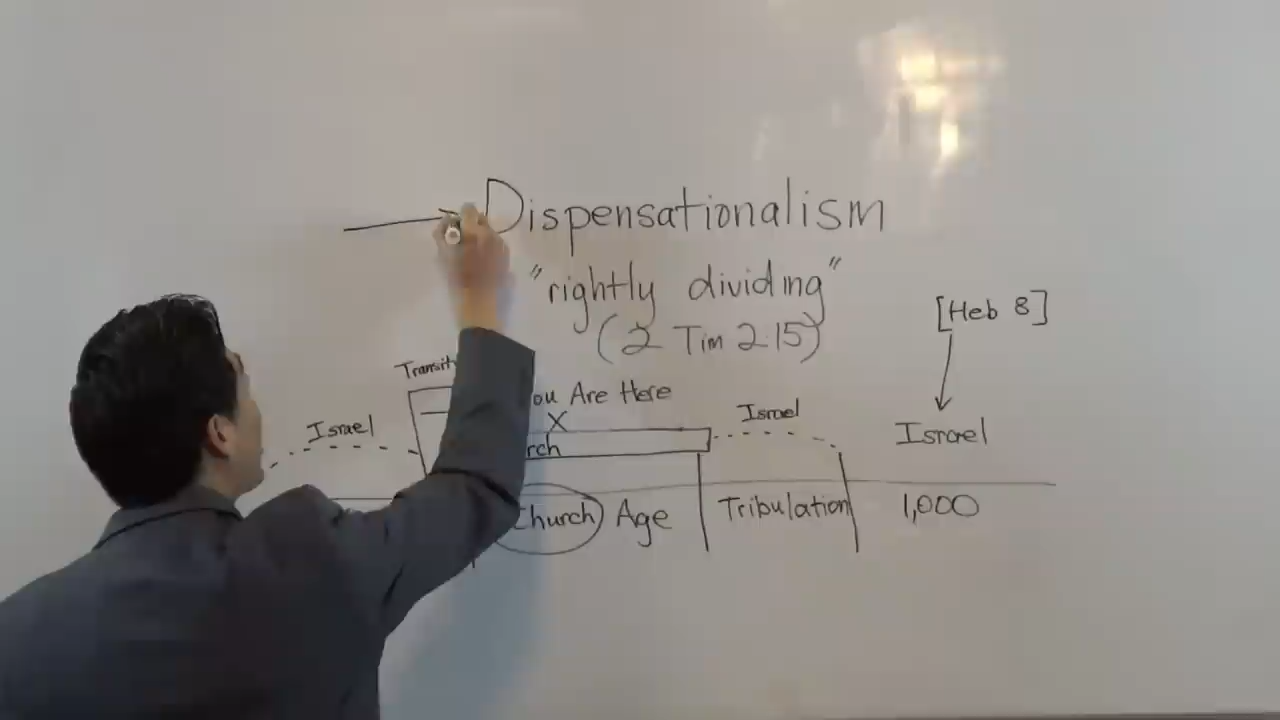 Dispensationalism
"rightly dividing"
(2 Tim 2:15)
[Heb 8]
You Are Here
X
Israel
Israel
Israel
Church Age
Tribulation
1,000